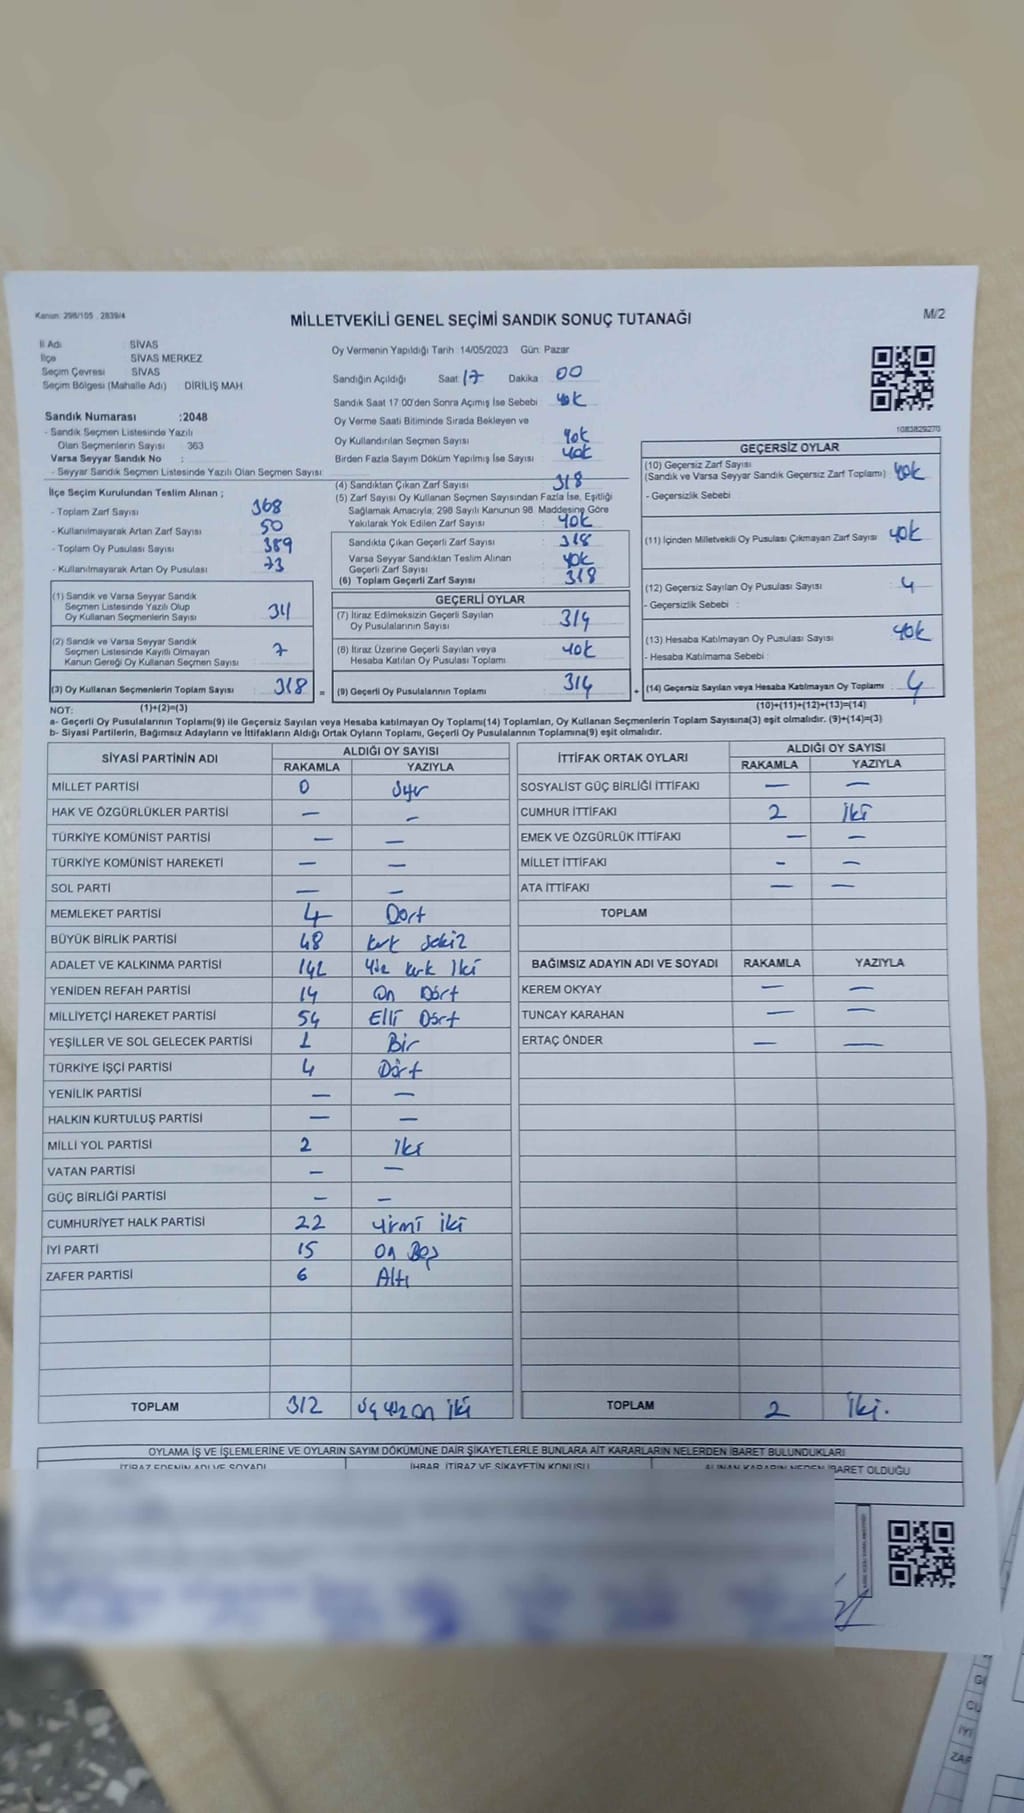 Kanun: 298/105 . 2839/4
MİLLETVEKİLİ GENEL SEÇİMİ SANDIK SONUÇ TUTANAĞI
M/2
İl Adı : SİVAS
İlçe : SİVAS MERKEZ
Seçim Çevresi : SİVAS
Seçim Bölgesi (Mahalle Adı) : DİRİLİŞ MAH
Sandık Numarası :2048
- Sandık Seçmen Listesinde Yazılı
Olan Seçmenlerin Sayısı : 363
Varsa Seyyar Sandık No :
- Seyyar Sandık Seçmen Listesinde Yazılı Olan Seçmen Sayısı:
Oy Vermenin Yapıldığı Tarih :14/05/2023 Gün: Pazar
Sandığın Açıldığı Saat 17 Dakika 00
Sandık Saat 17.00'den Sonra Açımış İse Sebebi : Yok
Oy Verme Saati Bitiminde Sırada Bekleyen ve
Oy Kullandırılan Seçmen Sayısı : Yok
Birden Fazla Sayım Döküm Yapılmış İse Sayısı : Yok
1083829270
İlçe Seçim Kurulundan Teslim Alınan ;
- Toplam Zarf Sayısı : 368
- Kullanılmayarak Artan Zarf Sayısı : 50
- Toplam Oy Pusulası Sayısı : 389
- Kullanılmayarak Artan Oy Pusulası : 73
(1) Sandık ve Varsa Seyyar Sandık
Seçmen Listesinde Yazılı Olup
Oy Kullanan Seçmenlerin Sayısı : 311
(2) Sandık ve Varsa Seyyar Sandık
Seçmen Listesinde Kayıtlı Olmayan
Kanun Gereği Oy Kullanan Seçmen Sayısı : 7
(3) Oy Kullanan Seçmenlerin Toplam Sayısı : 318 =
(4) Sandıktan Çıkan Zarf Sayısı : 318
(5) Zarf Sayısı Oy Kullanan Seçmen Sayısından Fazla İse, Eşitliği
Sağlamak Amacıyla; 298 Sayılı Kanunun 98. Maddesine Göre
Yakılarak Yok Edilen Zarf Sayısı : Yok
Sandıkta Çıkan Geçerli Zarf Sayısı : 318
Varsa Seyyar Sandıktan Teslim Alınan
Geçerli Zarf Sayısı : Yok
(6) Toplam Geçerli Zarf Sayısı : 318
GEÇERLİ OYLAR
(7) İtiraz Edilmeksizin Geçerli Sayılan
Oy Pusulalarının Sayısı : 314
(8) İtiraz Üzerine Geçerli Sayılan veya
Hesaba Katılan Oy Pusulası Toplamı : Yok
(9) Geçerli Oy Pusulalarının Toplamı : 314 +
GEÇERSİZ OYLAR
(10) Geçersiz Zarf Sayısı
(Sandık ve Varsa Seyyar Sandık Geçersiz Zarf Toplamı) : Yok
- Geçersizlik Sebebi
(11) İçinden Milletvekili Oy Pusulası Çıkmayan Zarf Sayısı : Yok
(12) Geçersiz Sayılan Oy Pusulası Sayısı : 4
- Geçersizlik Sebebi :
(13) Hesaba Katılmayan Oy Pusulası Sayısı : Yok
- Hesaba Katılmama Sebebi :
(14) Geçersiz Sayılan veya Hesaba Katılmayan Oy Toplamı : 4
NOT: (1)+(2)=(3) (10)+(11)+(12)+(13)=(14)
a- Geçerli Oy Pusulalarının Toplamı(9) ile Geçersiz Sayılan veya Hesaba katılmayan Oy Toplamı(14) Toplamları, Oy Kullanan Seçmenlerin Toplam Sayısına(3) eşit olmalıdır. (9)+(14)=(3)
b- Siyasi Partilerin, Bağımsız Adayların ve İttifakların Aldığı Ortak Oyların Toplamı, Geçerli Oy Pusulalarının Toplamına(9) eşit olmalıdır.
SİYASİ PARTİNİN ADI ALDIĞI OY SAYISI
RAKAMLA YAZIYLA
MİLLET PARTİSİ 0
HAK VE ÖZGÜRLÜKLER PARTİSİ — —
TÜRKİYE KOMÜNİST PARTİSİ — —
TÜRKİYE KOMÜNİST HAREKETİ — —
SOL PARTİ — —
MEMLEKET PARTİSİ 4 Dört
BÜYÜK BİRLİK PARTİSİ 48 kırk sekiz
ADALET VE KALKINMA PARTİSİ 142 Yüz kırk İki
YENİDEN REFAH PARTİSİ 14 On Dört
MİLLİYETÇİ HAREKET PARTİSİ 54 Elli Dört
YEŞİLLER VE SOL GELECEK PARTİSİ 1 Bir
TÜRKİYE İŞÇİ PARTİSİ 4 Dört
YENİLİK PARTİSİ — —
HALKIN KURTULUŞ PARTİSİ — —
MİLLİ YOL PARTİSİ 2 İki
VATAN PARTİSİ — —
GÜÇ BİRLİĞİ PARTİSİ — —
CUMHURİYET HALK PARTİSİ 22 Yirmi iki
İYİ PARTİ 15 On Beş
ZAFER PARTİSİ 6 Altı
TOPLAM 312 Üç yüz on iki
İTTİFAK ORTAK OYLARI ALDIĞI OY SAYISI
RAKAMLA YAZIYLA
SOSYALİST GÜÇ BİRLİĞİ İTTİFAKI — —
CUMHUR İTTİFAKI 2 İki
EMEK VE ÖZGÜRLÜK İTTİFAKI — —
MİLLET İTTİFAKI - —
ATA İTTİFAKI — —
TOPLAM
BAĞIMSIZ ADAYIN ADI VE SOYADI RAKAMLA YAZIYLA
KEREM OKYAY — —
TUNCAY KARAHAN — —
ERTAÇ ÖNDER — —
TOPLAM 2 İki.
OYLAMA İŞ VE İŞLEMLERİNE VE OYLARIN SAYIM DÖKÜMÜNE DAİR ŞİKAYETLERLE BUNLARA AİT KARARLARIN NELERDEN İBARET BULUNDUKLARI
İTİRAZ EDENİN ADI VE SOYADI İHBAR, İTİRAZ VE ŞİKAYETİN KONUSU ALINAN KARARIN NEDEN İBARET OLDUĞU